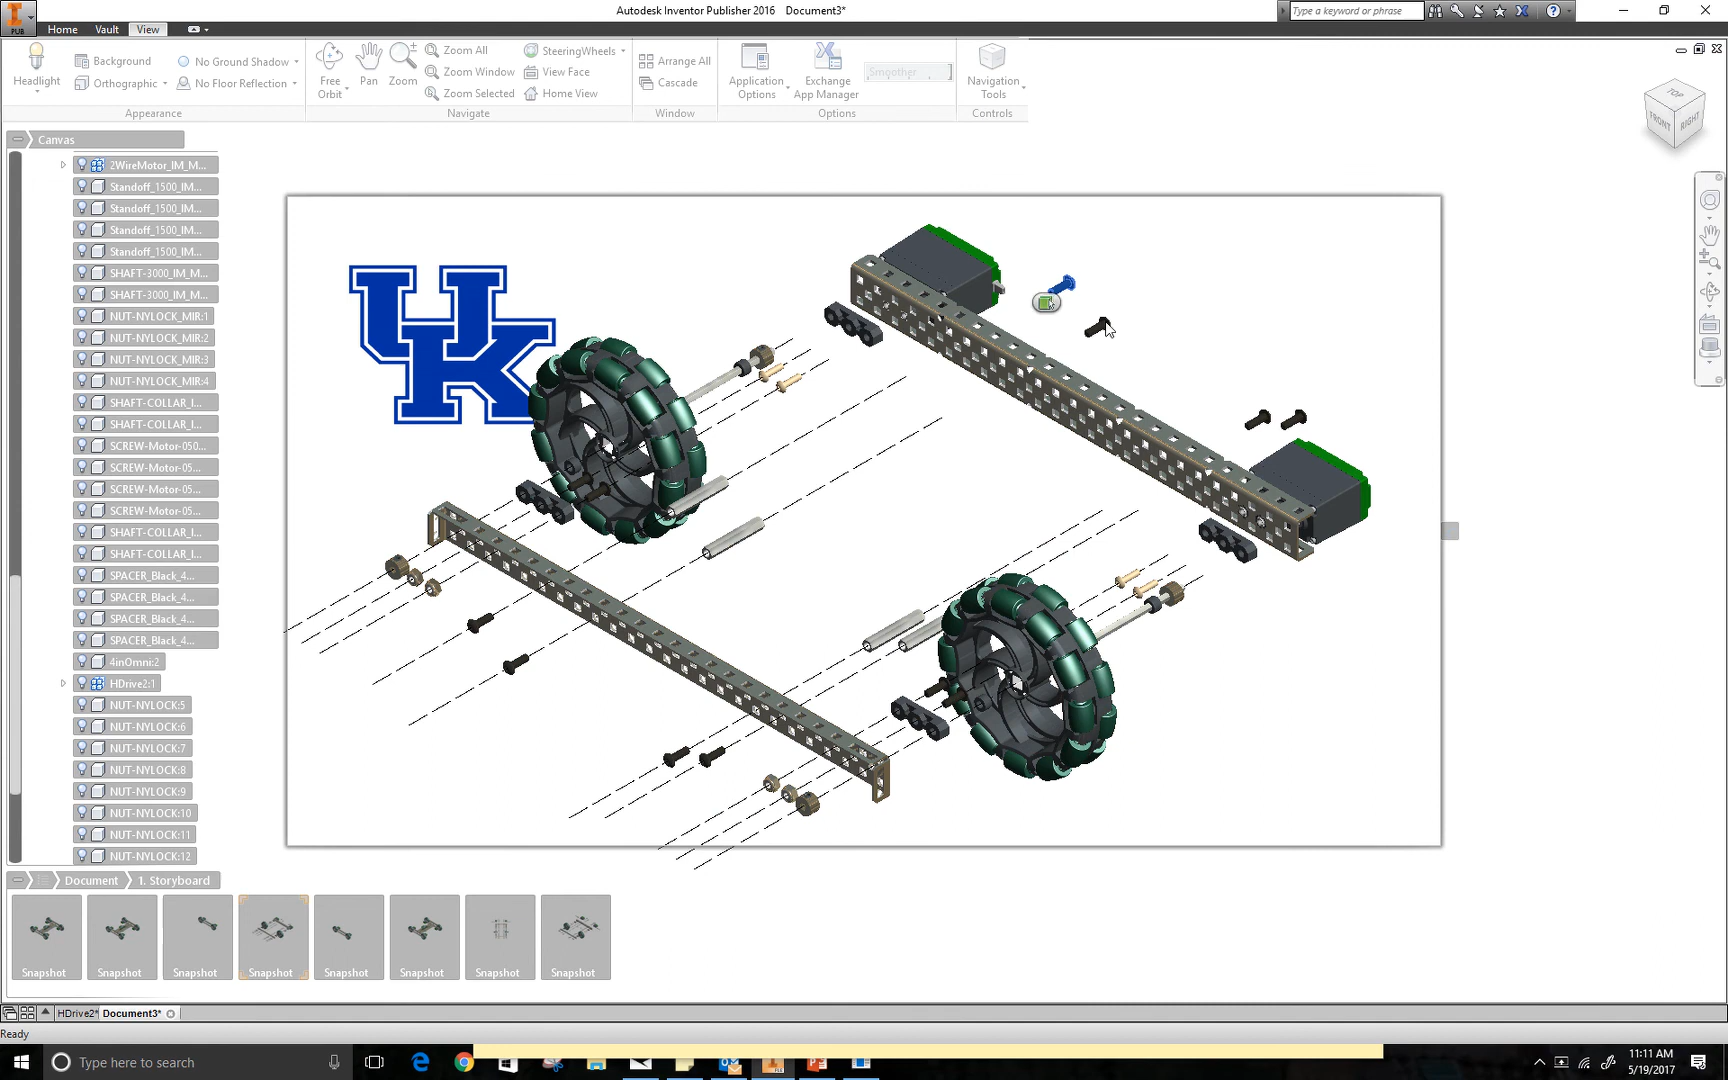 Autodesk Inventor Publisher 2016 Document3*
Type a keyword or phrase
PUB
Home Vault View
Headlight
Background
Orthographic
No Ground Shadow
No Floor Reflection
Appearance
Free Orbit
Pan
Zoom
Zoom All
Zoom Window
Zoom Selected
SteeringWheels
View Face
Home View
Navigate
Arrange All
Cascade
Window
Application Options
Exchange App Manager
Smoother
Options
Navigation Tools
Controls
TOP
FRONT RIGHT
Canvas
2WireMotor_IM_M...
Standoff_1500_IM...
Standoff_1500_IM...
Standoff_1500_IM...
Standoff_1500_IM...
SHAFT-3000_IM_M...
SHAFT-3000_IM_M...
NUT-NYLOCK_MIR:1
NUT-NYLOCK_MIR:2
NUT-NYLOCK_MIR:3
NUT-NYLOCK_MIR:4
SHAFT-COLLAR_I...
SHAFT-COLLAR_I...
SCREW-Motor-050...
SCREW-Motor-05...
SCREW-Motor-05...
SCREW-Motor-05...
SHAFT-COLLAR_I...
SHAFT-COLLAR_I...
SPACER_Black_4...
SPACER_Black_4...
SPACER_Black_4...
SPACER_Black_4...
4inOmni:2
HDrive2:1
NUT-NYLOCK:5
NUT-NYLOCK:6
NUT-NYLOCK:7
NUT-NYLOCK:8
NUT-NYLOCK:9
NUT-NYLOCK:10
NUT-NYLOCK:11
NUT-NYLOCK:12
UK
Document 1. Storyboard
Snapshot Snapshot Snapshot Snapshot Snapshot Snapshot Snapshot Snapshot
HDrive2* Document3*
Ready
Type here to search
11:11 AM
5/19/2017